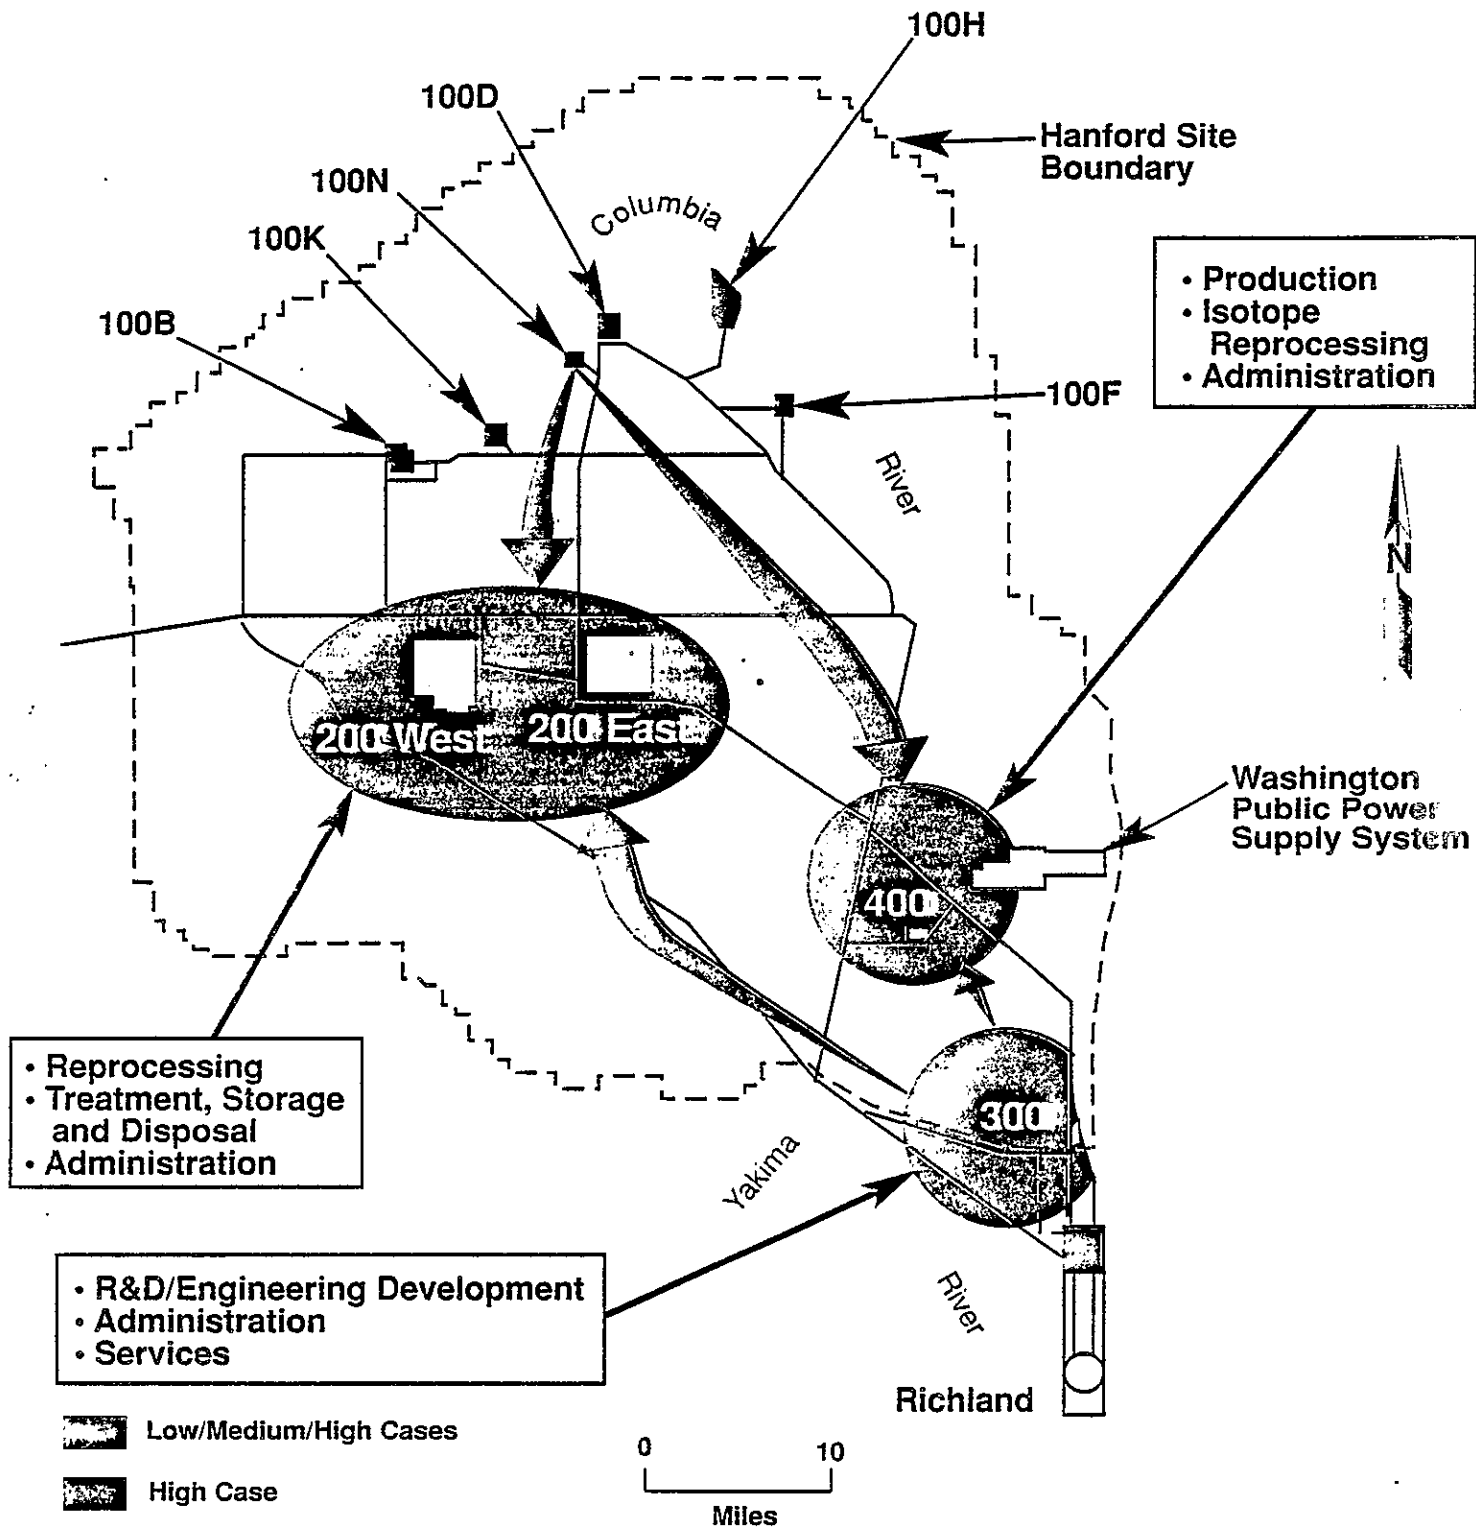 100H
100D
Hanford Site
Boundary
100N
Columbia
100K
• Production
• Isotope
Reprocessing
• Administration
100B
100F
River
N
200 West
200 East
Washington
Public Power
Supply System
400
• Reprocessing
• Treatment, Storage
and Disposal
• Administration
300
Yakima
• R&D/Engineering Development
• Administration
• Services
River
Richland
Low/Medium/High Cases
0 10
High Case
Miles